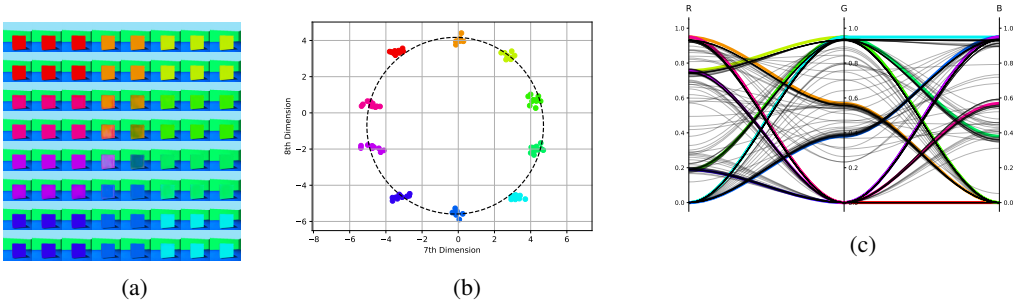 R G B
1.0 1.0 1.0
0.8 0.8 0.8
0.6 0.6 0.6
0.4 0.4 0.4
0.2 0.2 0.2
0.0 0.0 0.0
4
2
0
−2
−4
−6
8th Dimension
−8 −6 −4 −2 0 2 4 6
7th Dimension
(a) (b) (c)